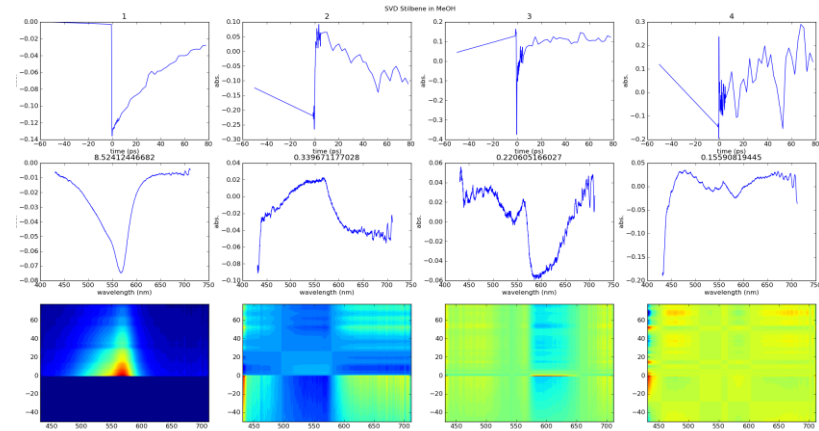 SVD Stilbene in MeOH
1 2 3 4
0.00 0.10 0.2 0.3
−0.02 0.05 0.1 0.2
−0.04 0.00 0.0 0.1
−0.06 −0.05 −0.1 0.0
−0.08 −0.10 −0.2 −0.1
−0.10 −0.15 −0.3 −0.2
−0.12 −0.20 −0.4
−0.14 −0.25
−0.30
abs. abs. abs.
−60 −40 −20 0 20 40 60 80 −60 −40 −20 0 20 40 60 80 −60 −40 −20 0 20 40 60 80 −60 −40 −20 0 20 40 60 80
time (ps) time (ps) time (ps) time (ps)
8.52412446682 0.339671177028 0.220605166027 0.15590819445
0.00 0.04 0.06 0.05
−0.01 0.02 0.04 0.00
−0.02 0.00 0.02 −0.05
−0.03 −0.02 0.00 −0.10
−0.04 −0.04 −0.02 −0.15
−0.05 −0.06 −0.04 −0.20
−0.06 −0.08 −0.06
−0.07 −0.10
−0.08
abs. abs. abs.
400 450 500 550 600 650 700 750 400 450 500 550 600 650 700 750 400 450 500 550 600 650 700 750 400 450 500 550 600 650 700 750
wavelength (nm) wavelength (nm) wavelength (nm) wavelength (nm)
60 60 60 60
40 40 40 40
20 20 20 20
0 0 0 0
−20 −20 −20 −20
−40 −40 −40 −40
450 500 550 600 650 700 450 500 550 600 650 700 450 500 550 600 650 700 450 500 550 600 650 700